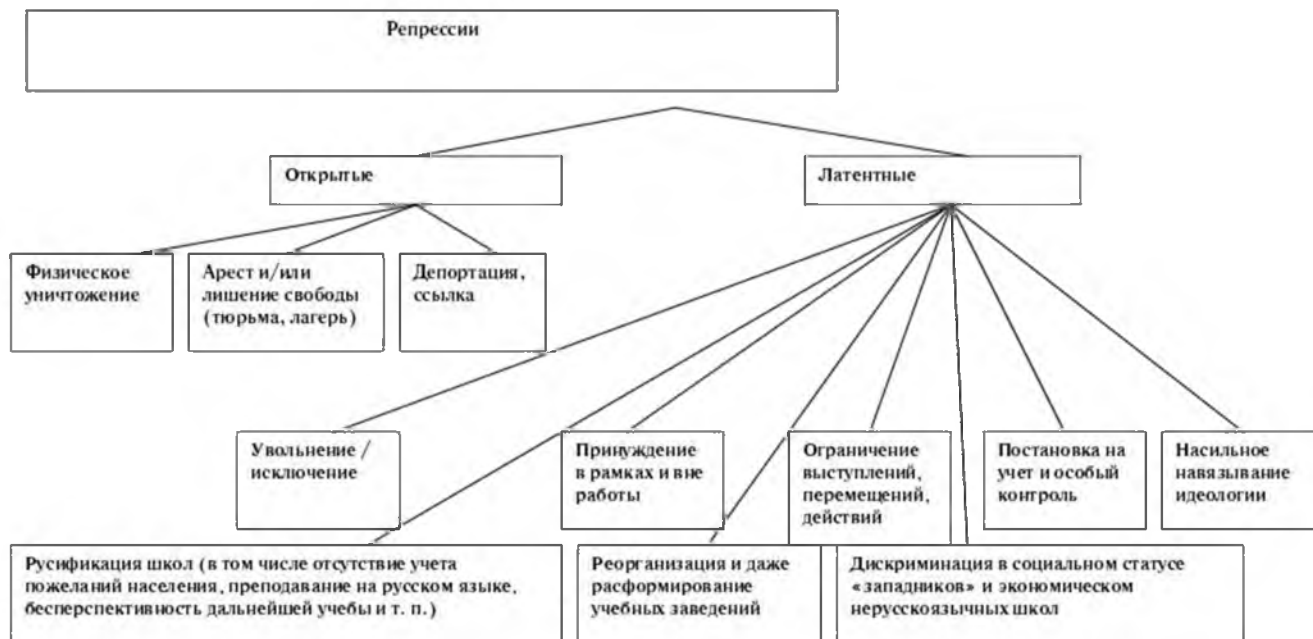 Репрессии
Открытые
Латентные
Физическое
уничтожение
Арест и/или
лишение свободы
(тюрьма, лагерь)
Депортация,
ссылка
Увольнение /
исключение
Принуждение
в рамках и вне
работы
Ограничение
выступлений,
перемещений,
действий
Постановка на
учет и особый
контроль
Насильное
навязывание
идеологии
Русификация школ (в том числе отсутствие учета
пожеланий населения, преподавание на русском языке,
бесперспективность дальнейшей учебы и т. п.)
Реорганизация и даже
расформирование
учебных заведений
Дискриминация в социальном статусе
«западников» и экономическом
нерусскоязычных школ